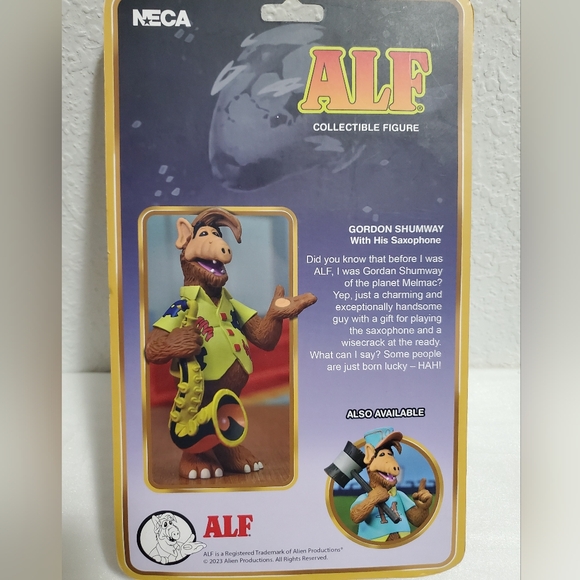 NECA
ALF®
COLLECTIBLE FIGURE
GORDON SHUMWAY
With His Saxophone
Did you know that before I was
ALF, I was Gordan Shumway
of the planet Melmac?
Yep, just a charming and
exceptionally handsome
guy with a gift for playing
the saxophone and a
wisecrack at the ready.
What can I say? Some people
are just born lucky – HAH!
ALSO AVAILABLE
M
ALF
ALF is a Registered Trademark of Alien Productions®
© 2023 Alien Productions. All Rights Reserved.